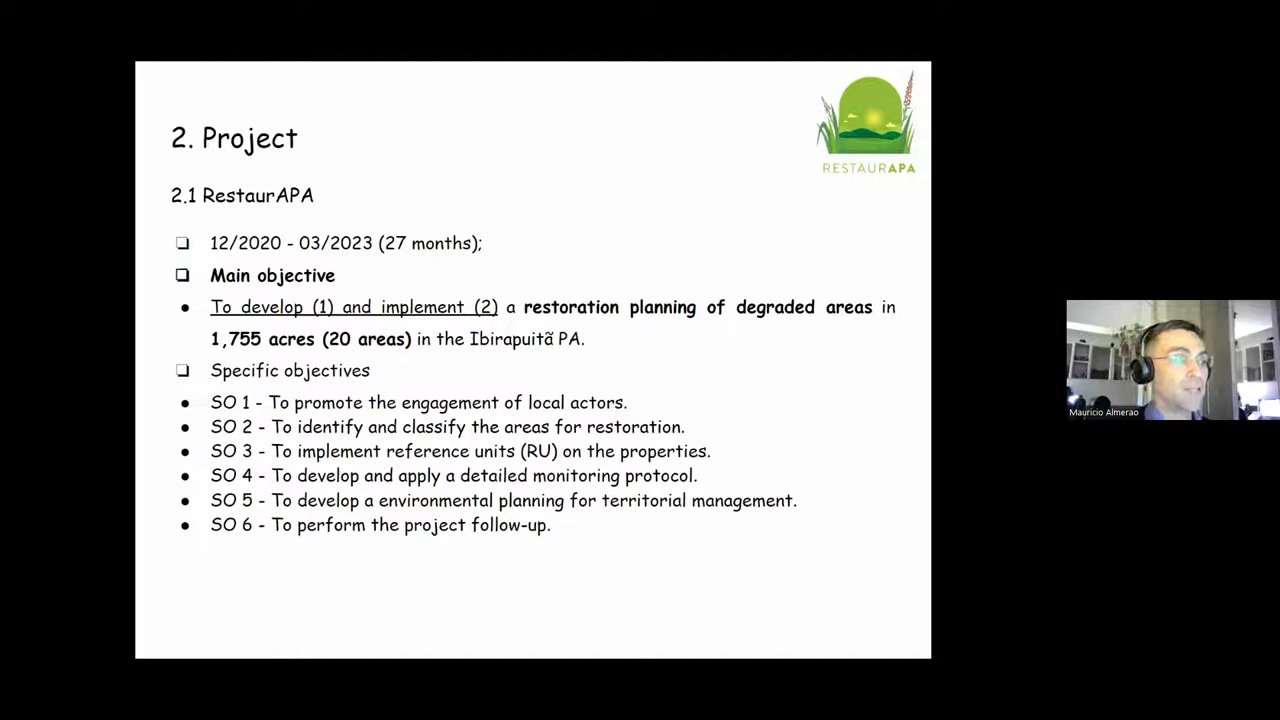 RESTAURAPA
2. Project
2.1 RestaurAPA
12/2020 - 03/2023 (27 months);
Main objective
To develop (1) and implement (2) a restoration planning of degraded areas in
1,755 acres (20 areas) in the Ibirapuitã PA.
Specific objectives
SO 1 - To promote the engagement of local actors.
SO 2 - To identify and classify the areas for restoration.
SO 3 - To implement reference units (RU) on the properties.
SO 4 - To develop and apply a detailed monitoring protocol.
SO 5 - To develop a environmental planning for territorial management.
SO 6 - To perform the project follow-up.
Mauricio Almerao